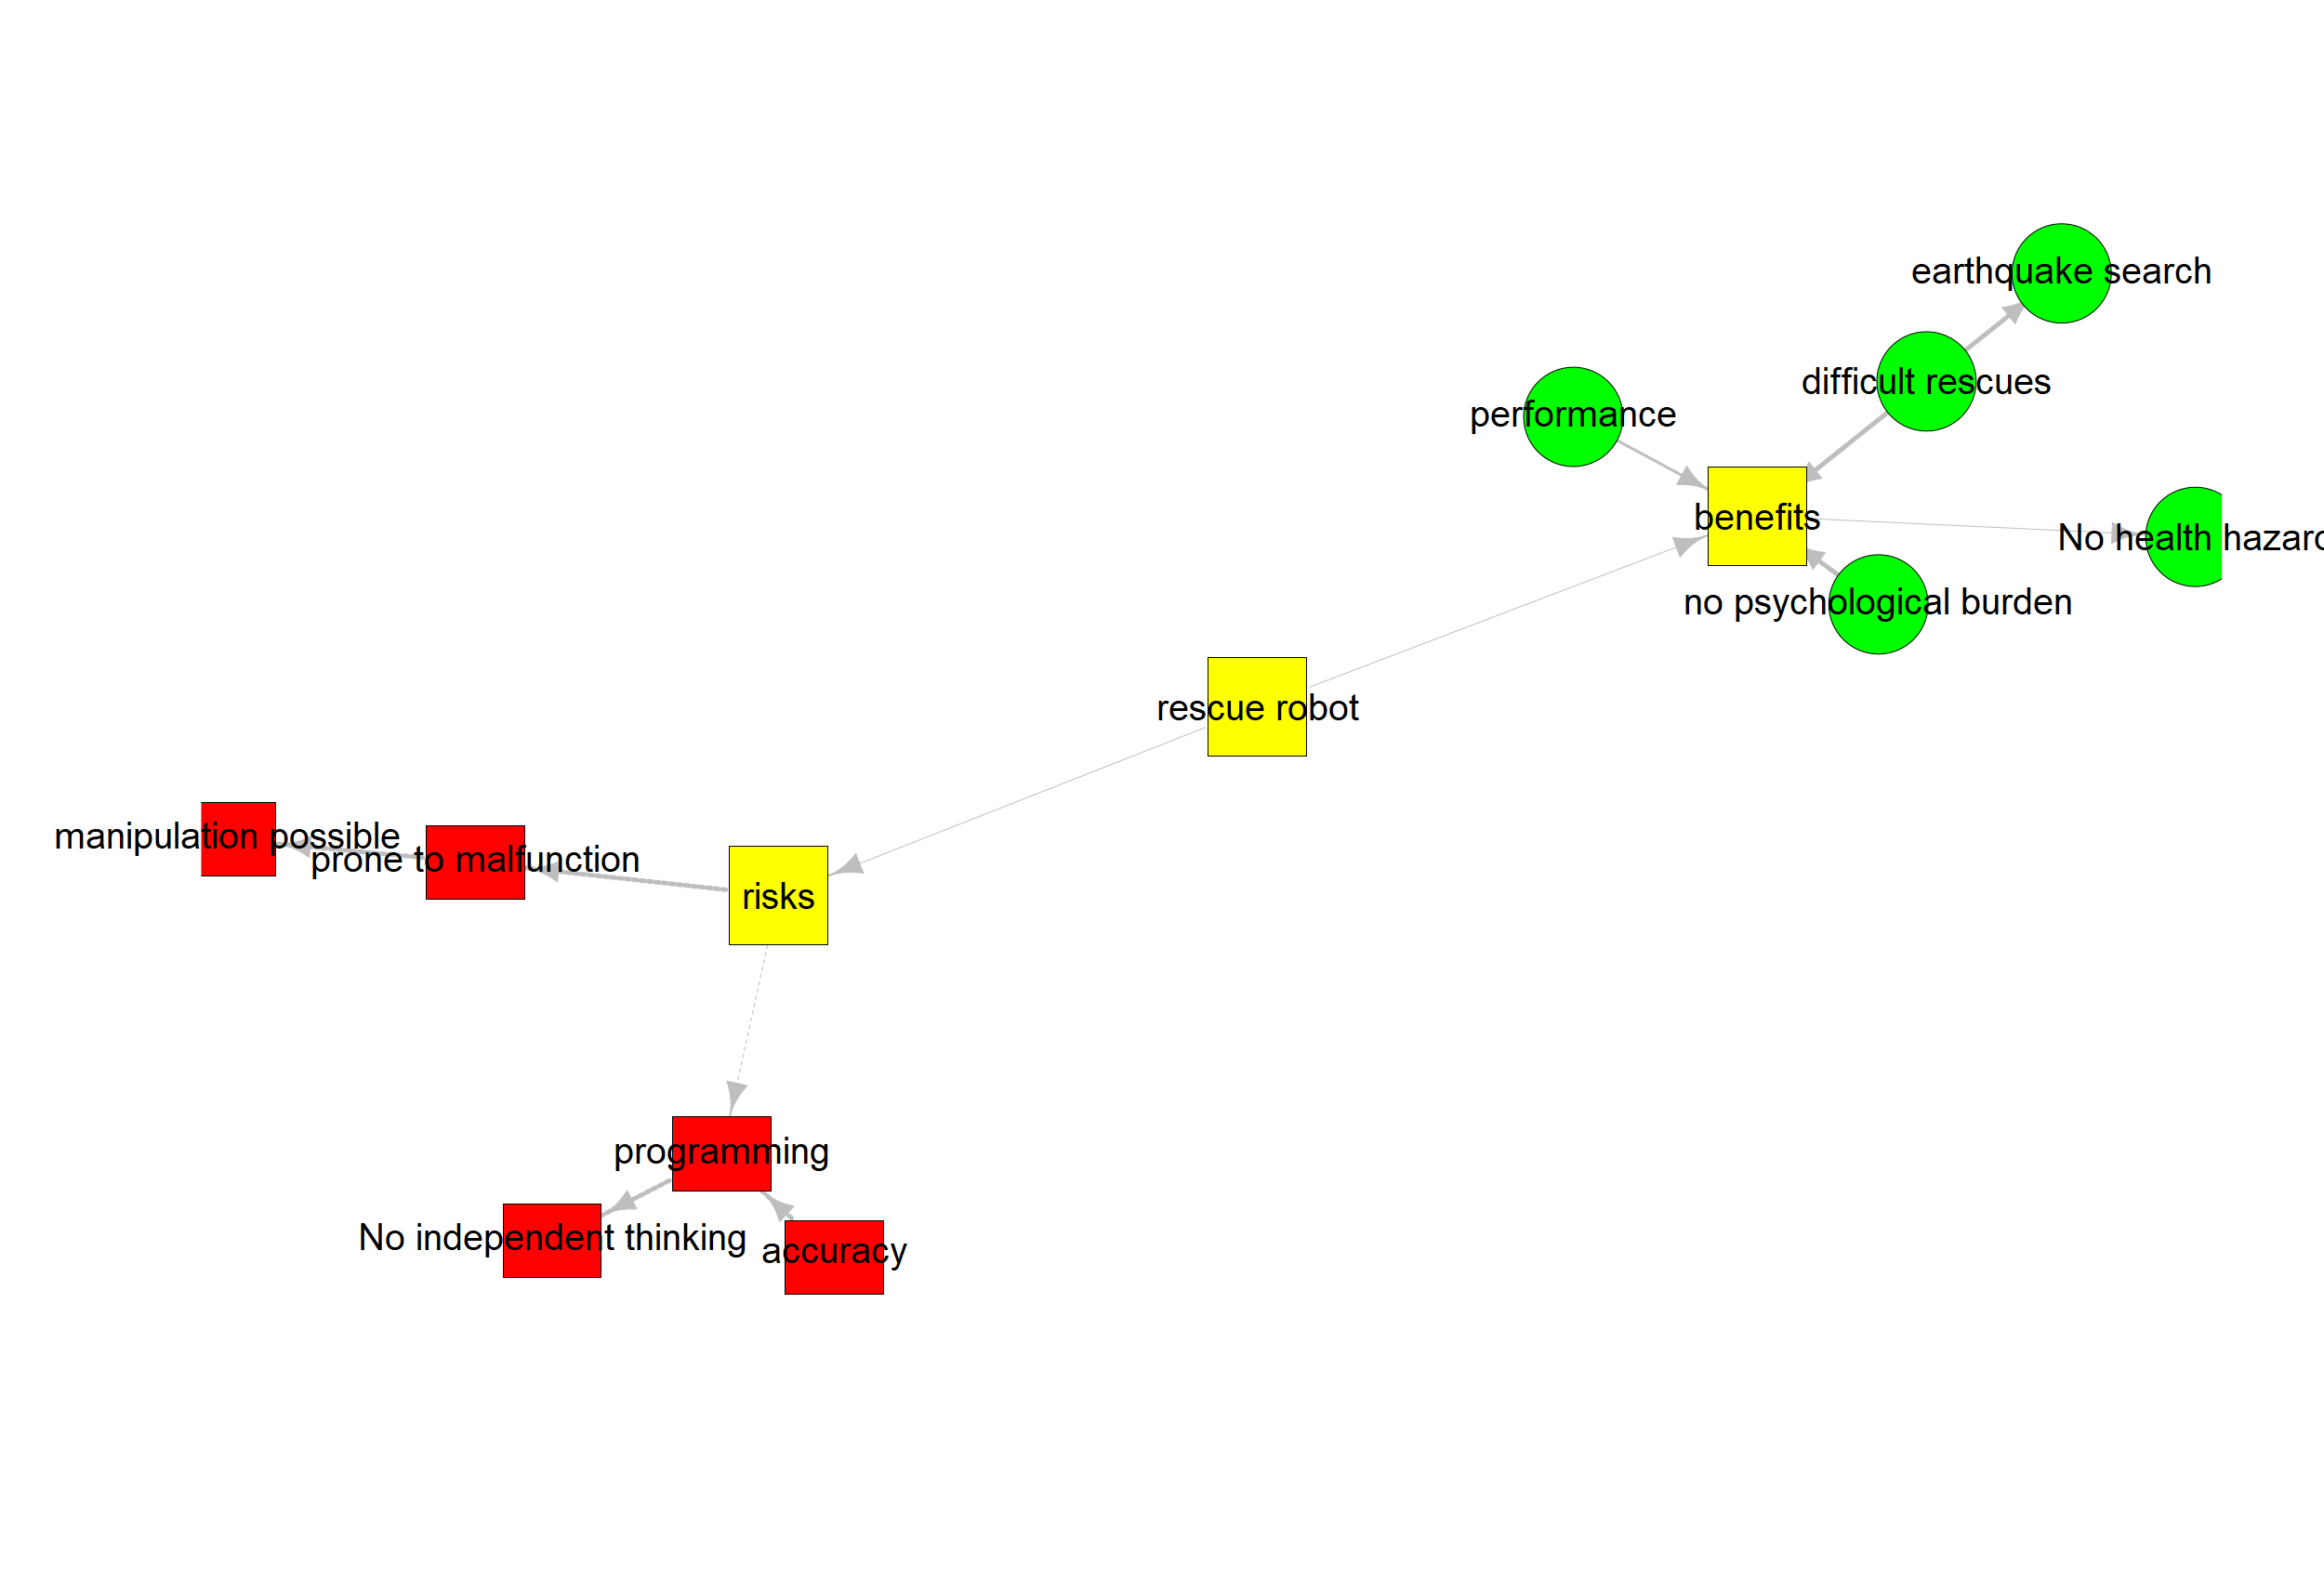 earthquake search
difficult rescues
performance
benefits
No health hazard
no psychological burden
rescue robot
manipulation possible
prone to malfunction
risks
programming
No independent thinking
accuracy